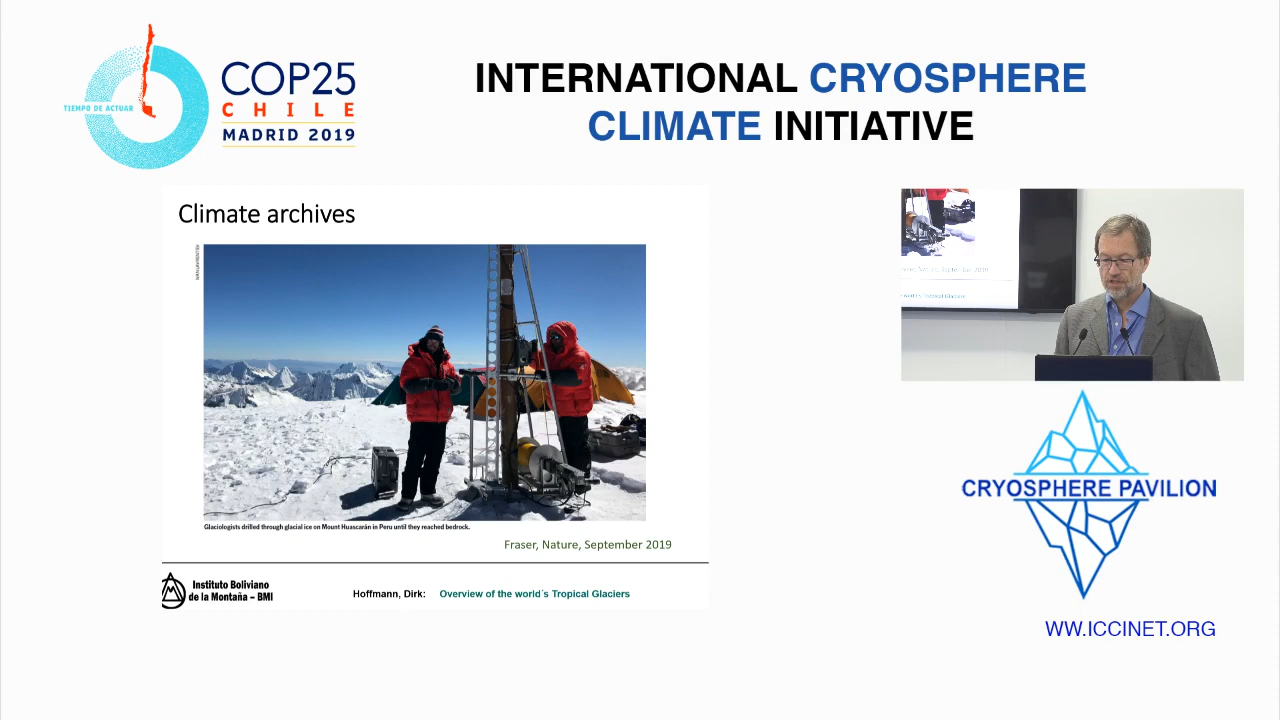 TIEMPO DE ACTUAR
COP25
CHILE
MADRID 2019
INTERNATIONAL CRYOSPHERE
CLIMATE INITIATIVE
Climate archives
Glaciologists drilled through glacial ice on Mount Huascarán in Peru until they reached bedrock.
Fraser, Nature, September 2019
Instituto Boliviano
de la Montaña – BMI
Hoffmann, Dirk: Overview of the world´s Tropical Glaciers
CRYOSPHERE PAVILION
WW.ICCINET.ORG